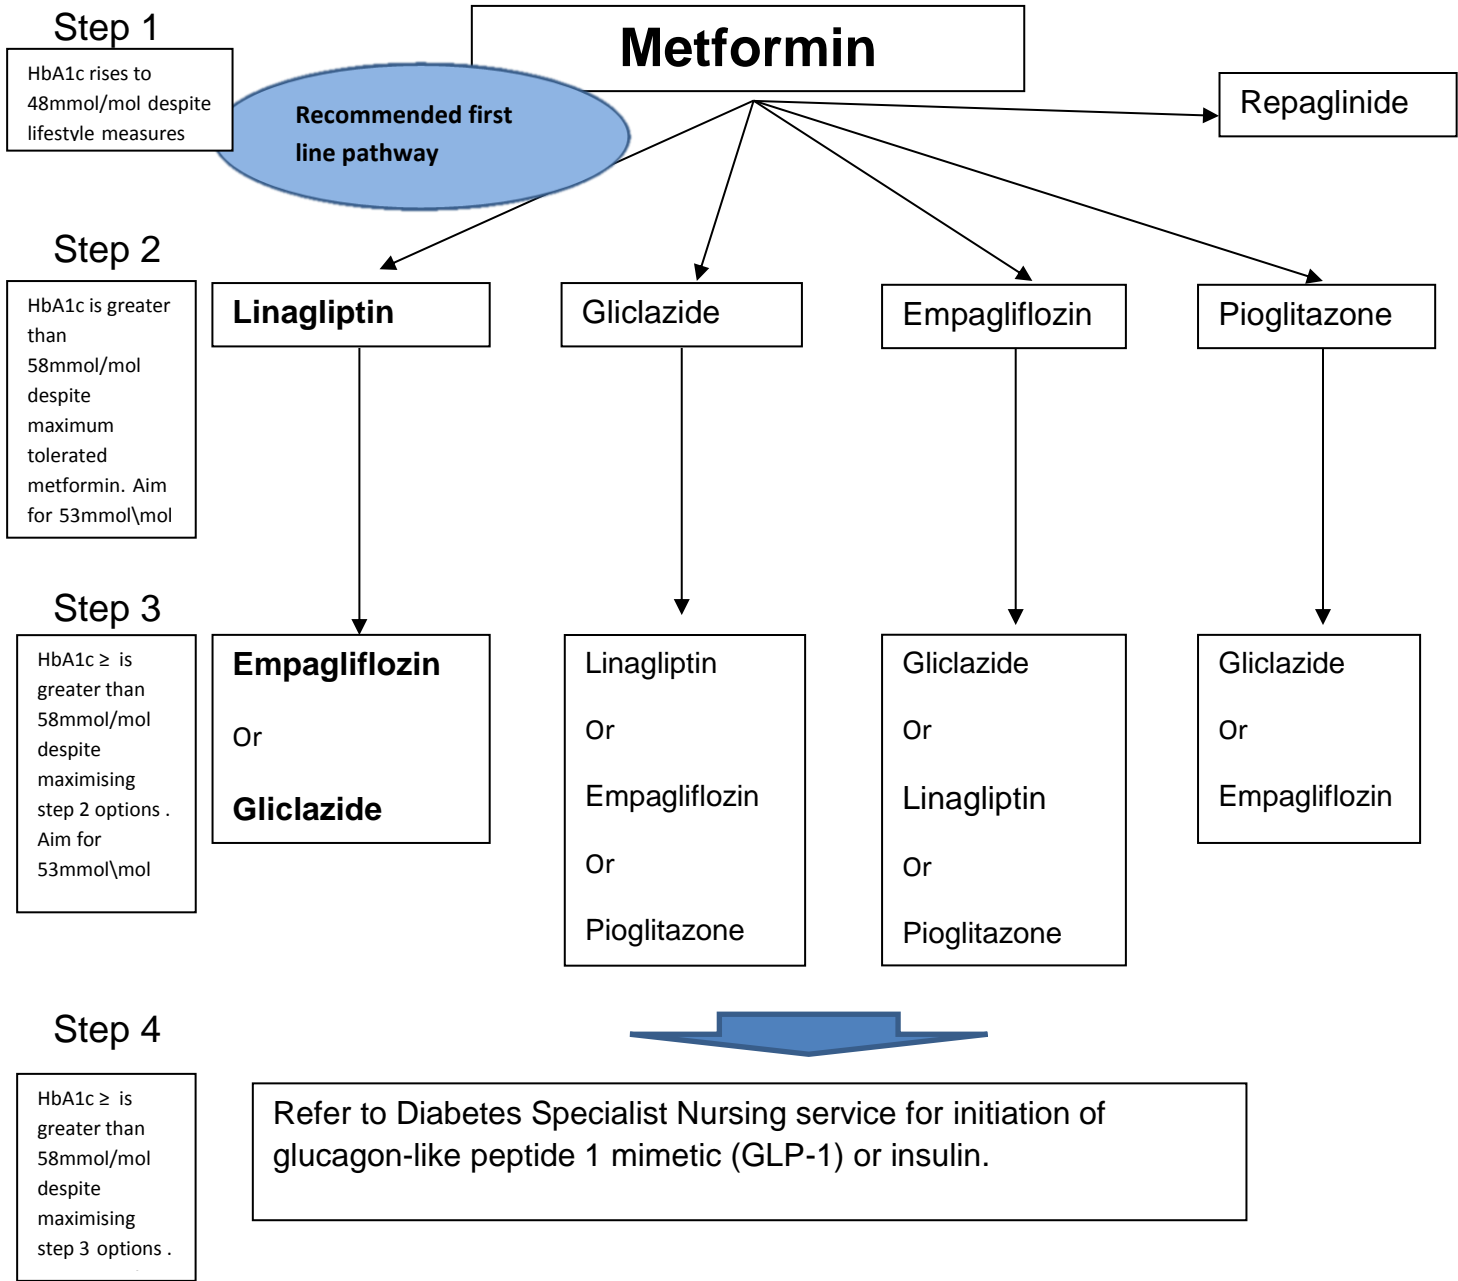 Step 1
HbA1c rises to
48mmol/mol despite
lifestyle measures
Metformin
Recommended first
line pathway
Repaglinide
Step 2
HbA1c is greater
than
58mmol/mol
despite
maximum
tolerated
metformin. Aim
for 53mmol\mol
Linagliptin
Gliclazide
Empagliflozin
Pioglitazone
Step 3
HbA1c ≥ is
greater than
58mmol/mol
despite
maximising
step 2 options .
Aim for
53mmol\mol
Empagliflozin
Or
Gliclazide
Linagliptin
Or
Empagliflozin
Or
Pioglitazone
Gliclazide
Or
Linagliptin
Or
Pioglitazone
Gliclazide
Or
Empagliflozin
Step 4
HbA1c ≥ is
greater than
58mmol/mol
despite
maximising
step 3 options .
Refer to Diabetes Specialist Nursing service for initiation of
glucagon-like peptide 1 mimetic (GLP-1) or insulin.